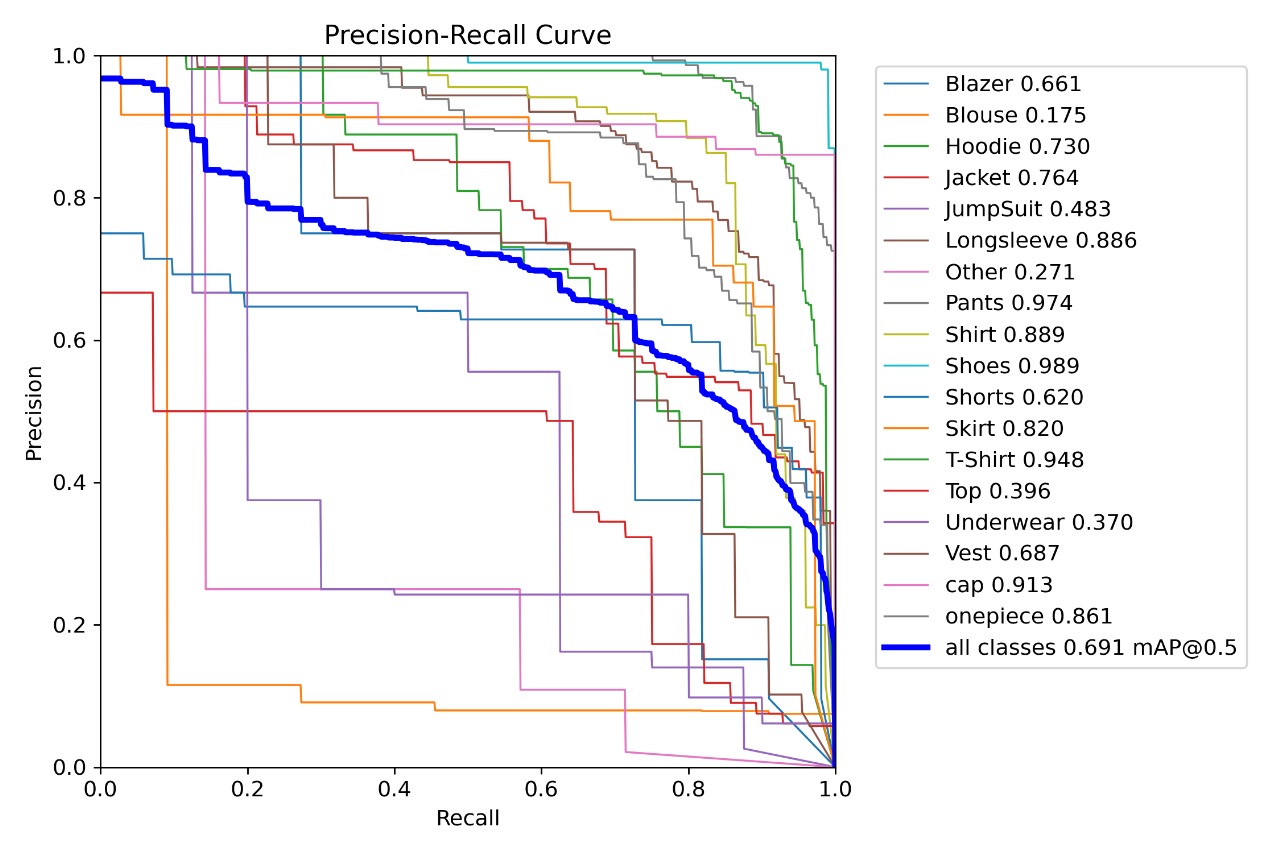 Precision-Recall Curve
1.0
0.8
0.6
0.4
0.2
0.0
Precision
0.0 0.2 0.4 0.6 0.8 1.0
Recall
Blazer 0.661
Blouse 0.175
Hoodie 0.730
Jacket 0.764
JumpSuit 0.483
Longsleeve 0.886
Other 0.271
Pants 0.974
Shirt 0.889
Shoes 0.989
Shorts 0.620
Skirt 0.820
T-Shirt 0.948
Top 0.396
Underwear 0.370
Vest 0.687
cap 0.913
onepiece 0.861
all classes 0.691 mAP@0.5